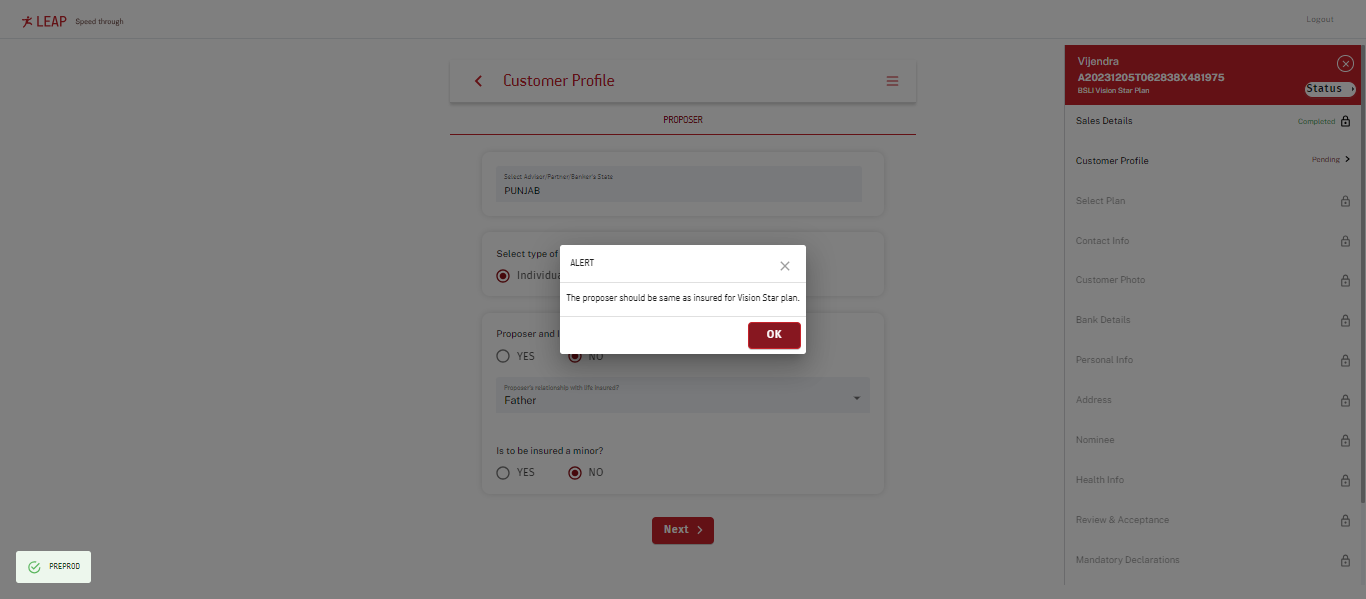 LEAP Speed through
Logout
Customer Profile
PROPOSER
Select Advisor/Partner/Banker's State
PUNJAB
Select type of
Individua
ALERT
The proposer should be same as insured for Vision Star plan.
OK
Proposer and
YES NO
Proposer's relationship with life insured?
Father
Is to be insured a minor?
YES NO
Next
PREPROD
Vijendra
A20231205T062838X481975
BSLI Vision Star Plan
Status
Sales Details Completed
Customer Profile Pending
Select Plan
Contact Info
Customer Photo
Bank Details
Personal Info
Address
Nominee
Health Info
Review & Acceptance
Mandatory Declarations